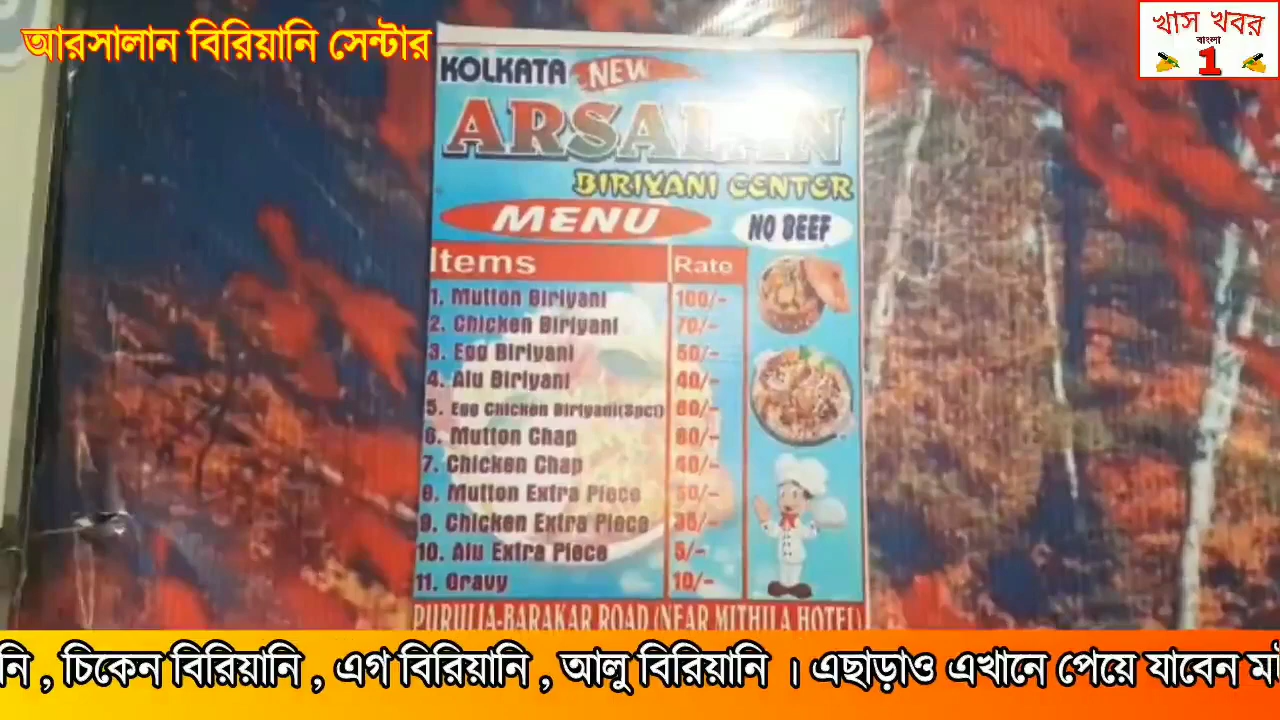 আরসালান বিরিয়ানি সেন্টার
খাস খবর
বাংলা
1
KOLKATA NEW
ARSALAN
BIRIYANI CENTER
MENU
NO BEEF
Items Rate
1. Mutton Biriyani 100/-
2. Chicken Biriyani 70/-
3. Egg Biriyani 50/-
4. Alu Biriyani 40/-
5. Egg Chicken Biriyani 80/-
6. Mutton Chap 80/-
7. Chicken Chap 40/-
8. Mutton Extra Piece
9. Chicken Extra Piece
10. Alu Extra Piece 5/-
11. Gravy 10/-
PURULIA-BARAKAR ROAD (NEAR MITHILA HOTEL)
নি , চিকেন বিরিয়ানি , এগ বিরিয়ানি , আলু বিরিয়ানি । এছাড়াও এখানে পেয়ে যাবেন